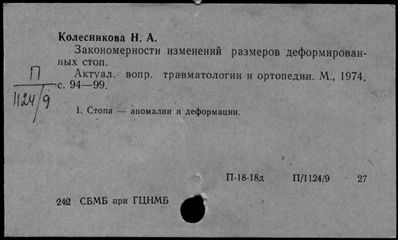 Колесникова Н. А.
Закономерности изменений размеров деформирован-
ных стоп.
Актуал. вопр. травматологии и ортопедии. М., 1974,
с. 94—99.
П
1124/9
1. Стопа — аномалии и деформации.
П-18-18д П/1124/9 27
242 СБМБ при ГЦНМБ